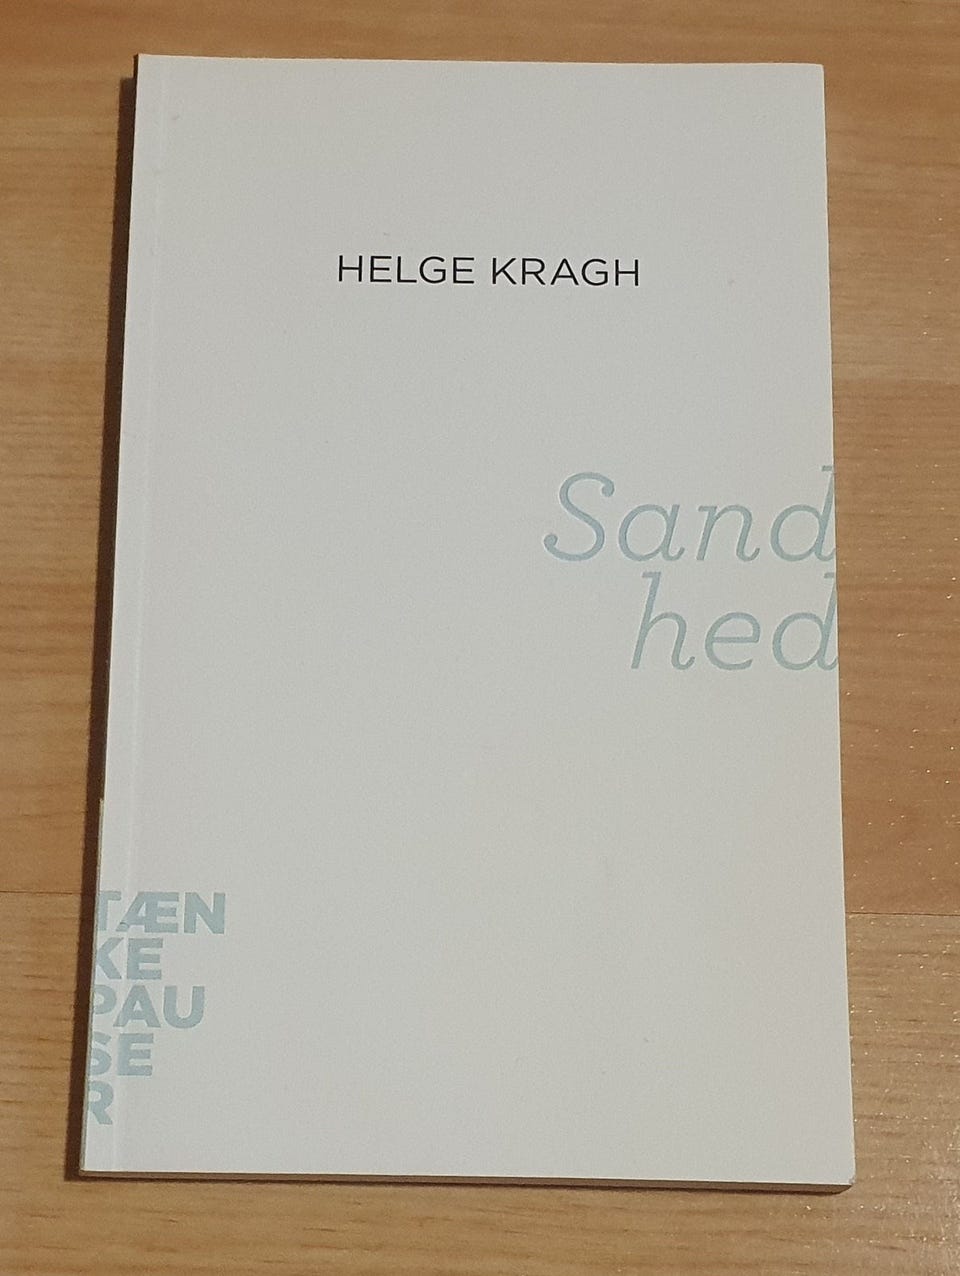 HELGE KRAGH
Sand
hed
TÆN
KE
PAU
SE
R